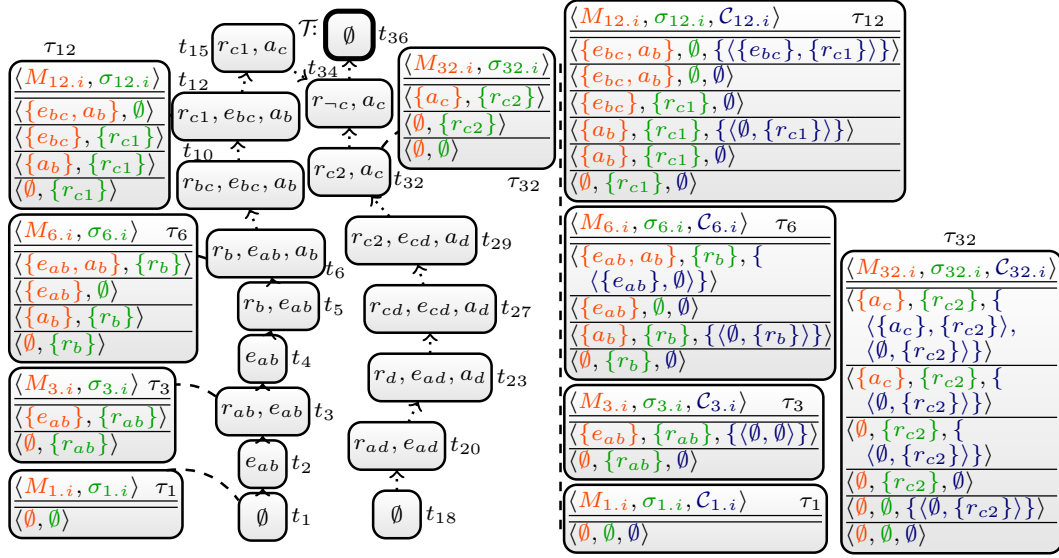 τ12
⟨M12.i, σ12.i⟩
⟨{ebc, ab}, ∅⟩
⟨{ebc}, {rc1}⟩
⟨{ab}, {rc1}⟩
⟨∅, {rc1}⟩
⟨M6.i, σ6.i⟩ τ6
⟨{eab, ab}, {rb}⟩
⟨{eab}, ∅⟩
⟨{ab}, {rb}⟩
⟨∅, {rb}⟩
⟨M3.i, σ3.i⟩ τ3
⟨{eab}, {rab}⟩
⟨∅, {rab}⟩
⟨M1.i, σ1.i⟩ τ1
⟨∅, ∅⟩
T: ∅ t36
t15 rc1, ac
t34 r¬c, ac
t12 rc1, ebc, ab
t10 rbc, ebc, ab
rc2, ac t32
rb, eab, ab t6
rc2, ecd, ad t29
rb, eab t5
rcd, ecd, ad t27
eab t4
rd, ead, ad t23
rab, eab t3
rad, ead t20
eab t2
∅ t1
∅ t18
⟨M32.i, σ32.i⟩
⟨{ac}, {rc2}⟩
⟨∅, {rc2}⟩
⟨∅, ∅⟩
τ32
⟨M12.i, σ12.i, C12.i⟩ τ12
⟨{ebc, ab}, ∅, {⟨{ebc}, {rc1}⟩}⟩
⟨{ebc, ab}, ∅, ∅⟩
⟨{ebc}, {rc1}, ∅⟩
⟨{ab}, {rc1}, {⟨∅, {rc1}⟩}⟩
⟨{ab}, {rc1}, ∅⟩
⟨∅, {rc1}, ∅⟩
⟨M6.i, σ6.i, C6.i⟩ τ6
⟨{eab, ab}, {rb}, {
⟨{eab}, ∅⟩}⟩
⟨{eab}, ∅, ∅⟩
⟨{ab}, {rb}, {⟨∅, {rb}⟩}⟩
⟨∅, {rb}, ∅⟩
⟨M3.i, σ3.i, C3.i⟩ τ3
⟨{eab}, {rab}, {⟨∅, ∅⟩}⟩
⟨∅, {rab}, ∅⟩
⟨M1.i, σ1.i, C1.i⟩ τ1
⟨∅, ∅, ∅⟩
τ32
⟨M32.i, σ32.i, C32.i⟩
⟨{ac}, {rc2}, {
⟨{ac}, {rc2}⟩,
⟨∅, {rc2}⟩}⟩
⟨{ac}, {rc2}, {
⟨∅, {rc2}⟩}⟩
⟨∅, {rc2}, {
⟨∅, {rc2}⟩}⟩
⟨∅, {rc2}, ∅⟩
⟨∅, ∅, {⟨∅, {rc2}⟩}⟩
⟨∅, ∅, ∅⟩